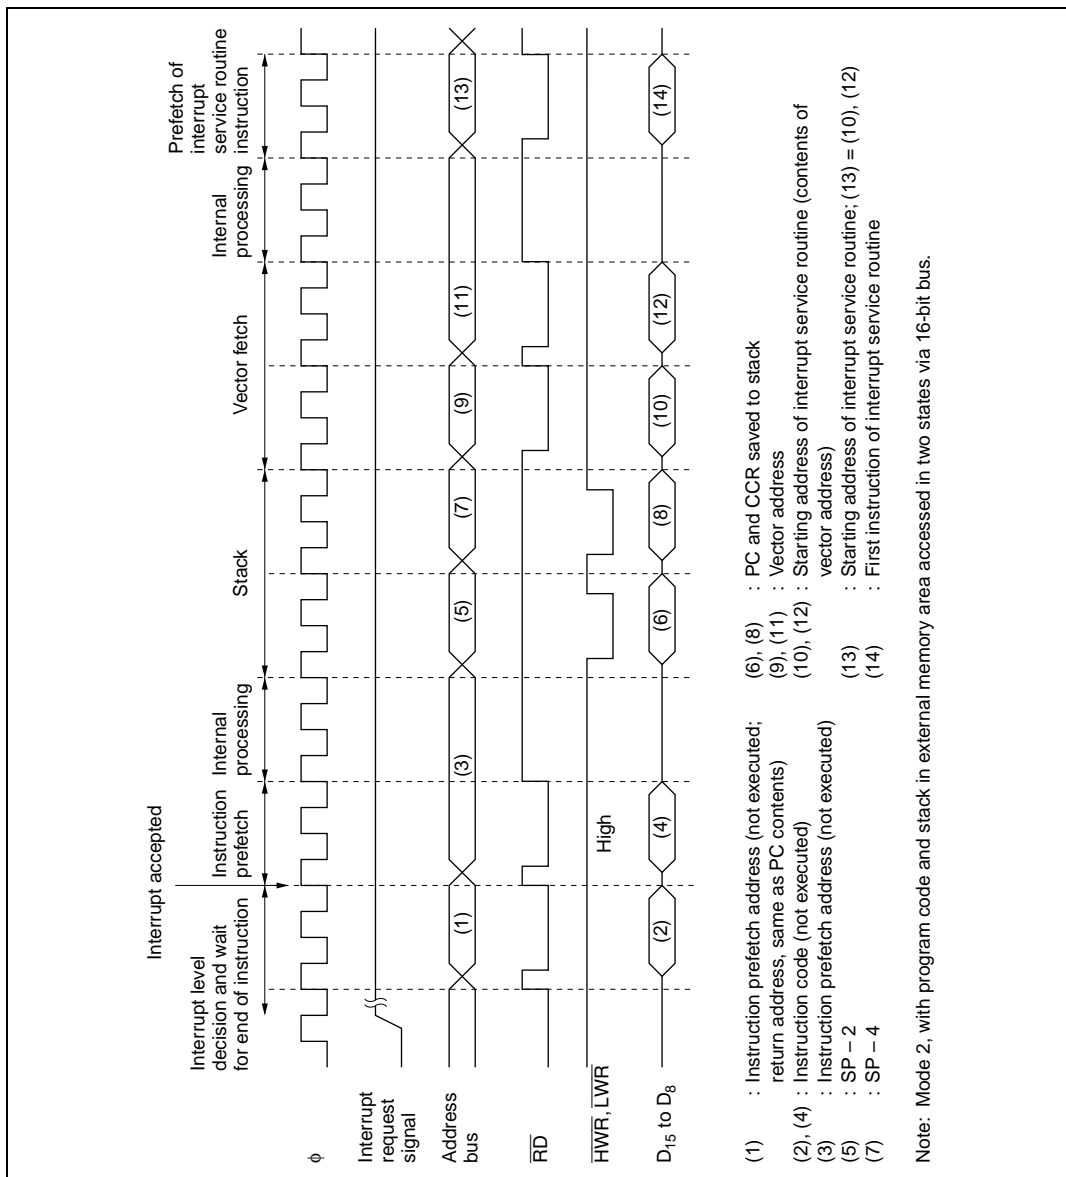 Interrupt accepted
Interrupt level
decision and wait
for end of instruction
Instruction
prefetch
Internal
processing
Stack
Vector fetch
Internal
processing
Prefetch of
interrupt
service routine
instruction
φ
Interrupt
request
signal
Address
bus
(1)
(3)
(5)
(7)
(9)
(11)
(13)
RD
HWR, LWR
High
D15 to D8
(2)
(4)
(6)
(8)
(10)
(12)
(14)
(1) : Instruction prefetch address (not executed;
return address, same as PC contents)
(2), (4) : Instruction code (not executed)
(3) : Instruction prefetch address (not executed)
(5) : SP – 2
(7) : SP – 4
(6), (8) : PC and CCR saved to stack
(9), (11) : Vector address
(10), (12) : Starting address of interrupt service routine (contents of
vector address)
(13) : Starting address of interrupt service routine; (13) = (10), (12)
(14) : First instruction of interrupt service routine
Note: Mode 2, with program code and stack in external memory area accessed in two states via 16-bit bus.